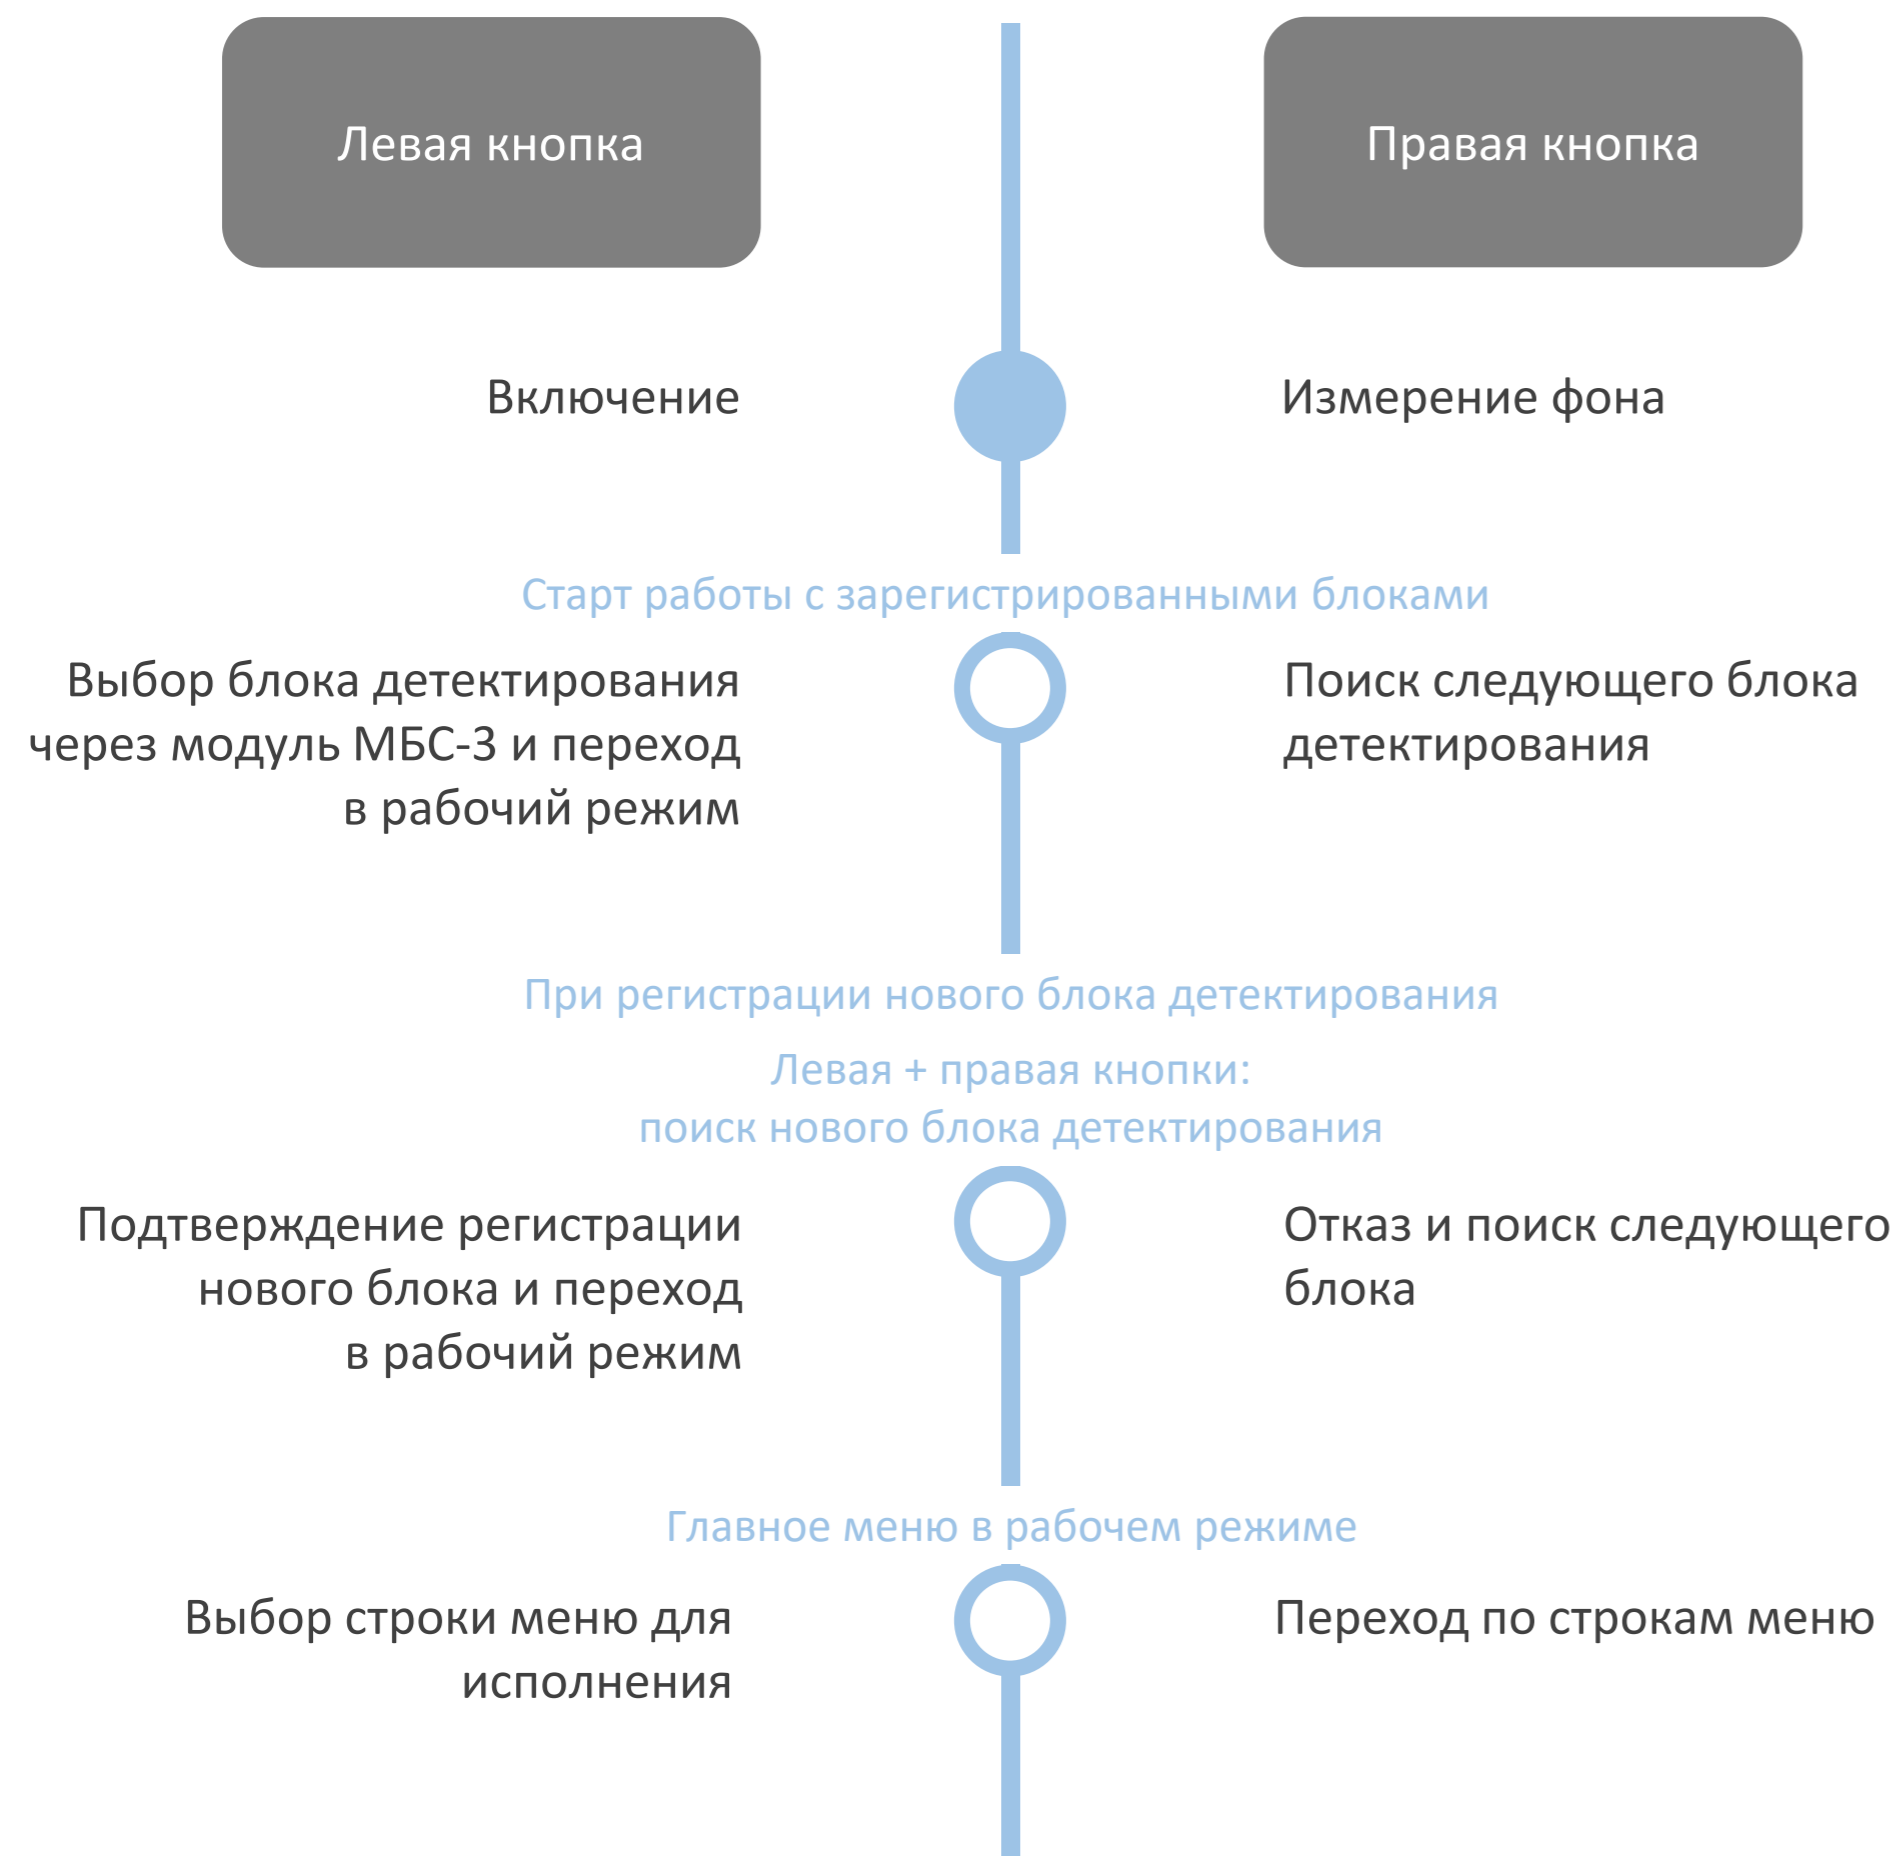 Левая кнопка
Правая кнопка
Включение
Измерение фона
Старт работы с зарегистрированными блоками
Выбор блока детектирования
через модуль МБС-3 и переход
в рабочий режим
Поиск следующего блока
детектирования
При регистрации нового блока детектирования
Левая + правая кнопки:
поиск нового блока детектирования
Подтверждение регистрации
нового блока и переход
в рабочий режим
Отказ и поиск следующего
блока
Главное меню в рабочем режиме
Выбор строки меню для
исполнения
Переход по строкам меню